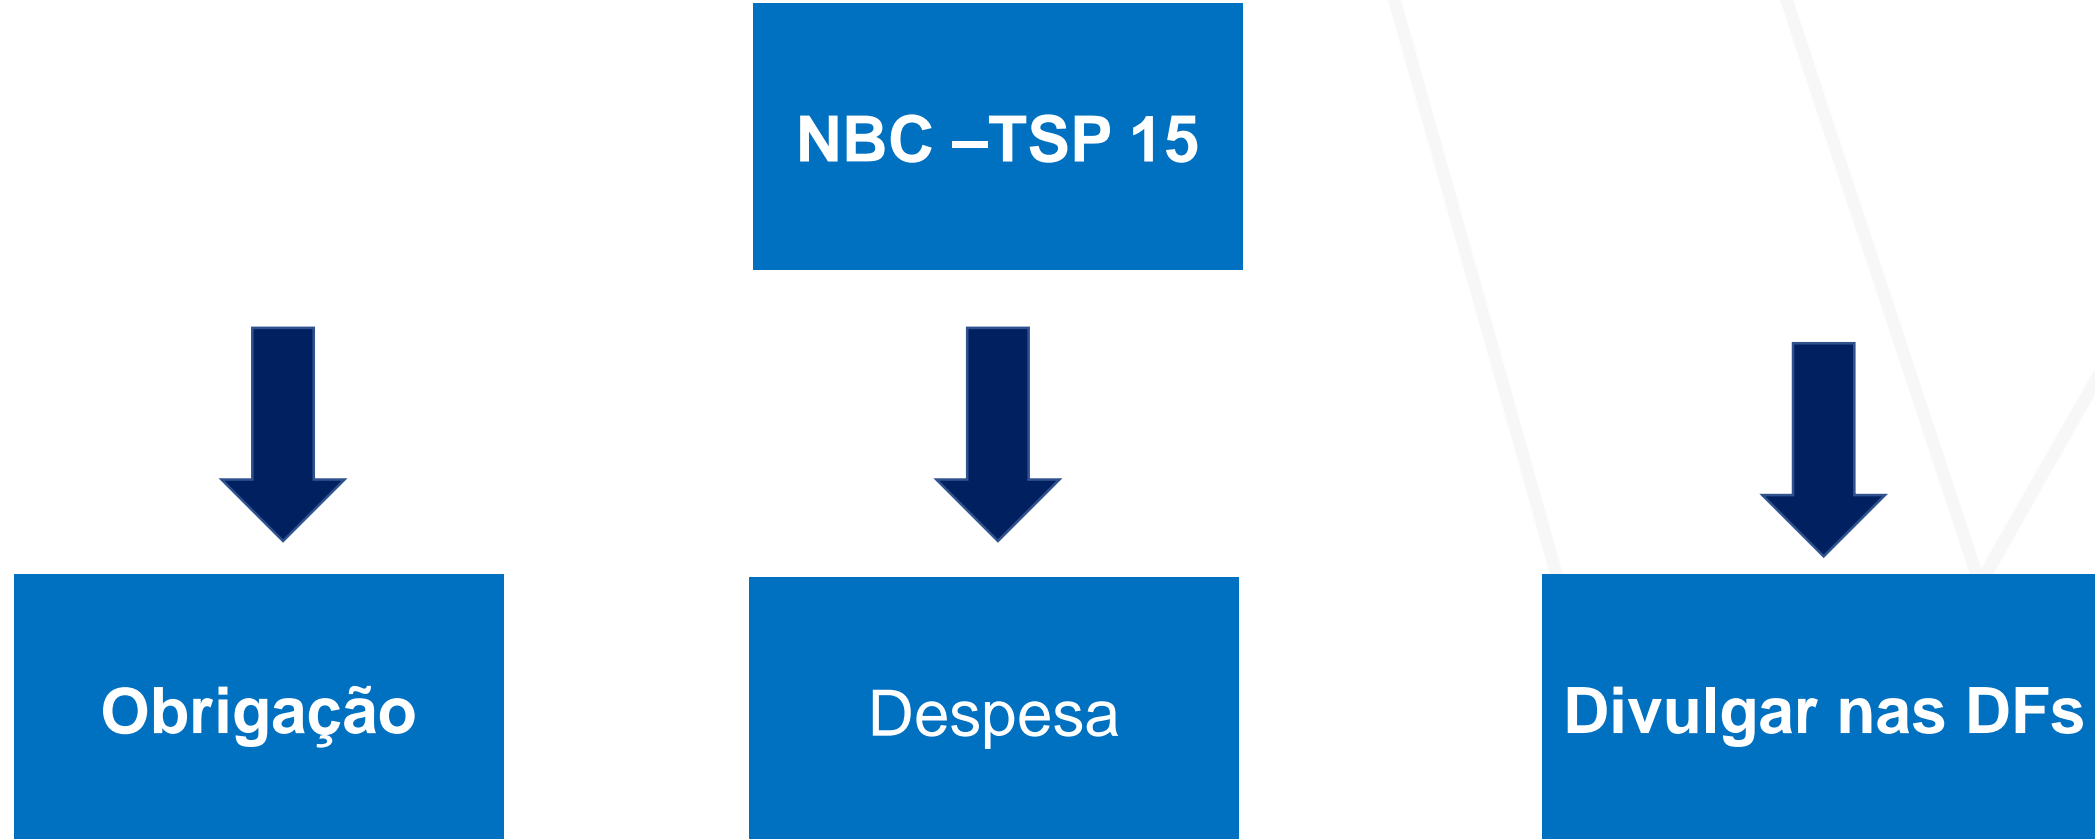 NBC –TSP 15
Obrigação
Despesa
Divulgar nas DFs